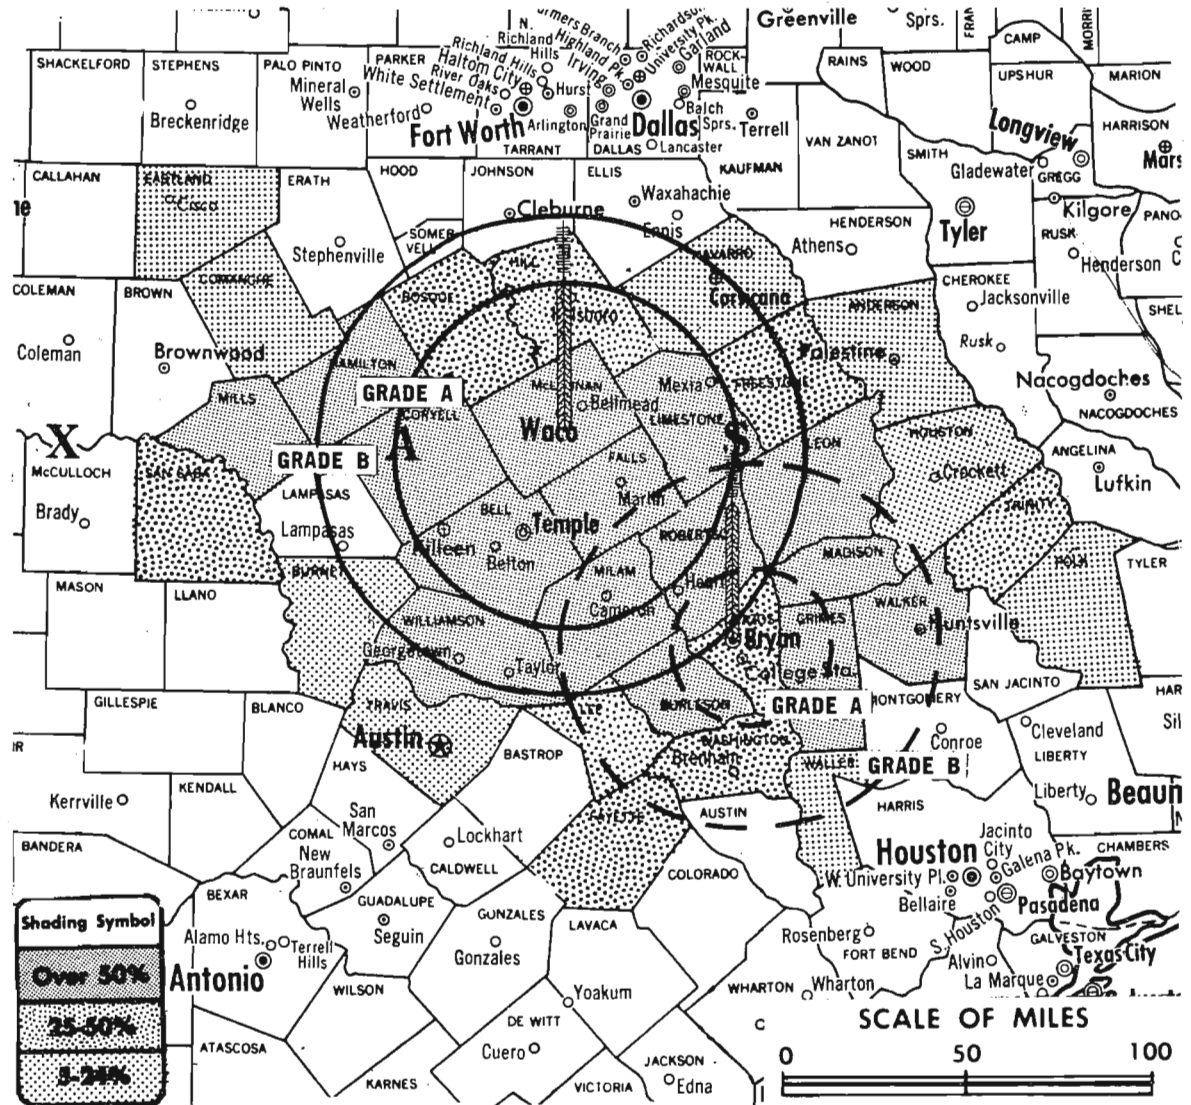 Greenville
Sprs.
N.
Richland
Hills
Farmers Branch
Highland Pk.
Irving
Richardson
University Pk.
Garland
Richland Hills
Haltom City
River Oaks
White Settlement
Hurst
ROCK-
WALL
Mesquite
Balch
Sprs.
RAINS
WOOD
CAMP
UPSHUR
MARION
SHACKELFORD
STEPHENS
PALO PINTO
PARKER
Mineral
Wells
Weatherford
Breckenridge
Fort Worth
Arlington
Grand
Prairie
Dallas
Lancaster
Terrell
TARRANT
DALLAS
KAUFMAN
VAN ZANOT
Longview
HARRISON
SMITH
Gladewater
GREGG
Kilgore
CALLAHAN
EASTLAND
Cisco
ERATH
HOOD
JOHNSON
ELLIS
Waxahachie
Cleburne
Ennis
HENDERSON
Athens
Tyler
RUSK
Henderson
Stephenville
SOMER
VELL
HILL
NAVARRO
Corsicana
COMANCHE
BOSQUE
CHEROKEE
Jacksonville
ANDERSON
COLEMAN
BROWN
Coleman
Brownwood
HAMILTON
Palestine
Rusk
Nacogdoches
NACOGDOCHES
GRADE A
McLENNAN
Bellmead
Mexia
FREESTONE
LIMESTONE
MILLS
CORYELL
Waco
LEON
HOUSTON
ANGELINA
Lufkin
X
A
S
GRADE B
McCULLOCH
SAN SABA
FALLS
Marlin
Crockett
TRINITY
LAMPASAS
Lampasas
Brady
BELL
Temple
Killeen
Belton
MILAM
Cameron
MADISON
POLK
TYLER
MASON
LLANO
WALKER
Huntsville
GRIMES
WILLIAMSON
Georgetown
Taylor
Bryan
College Sta.
SAN JACINTO
GILLESPIE
BLANCO
TRAVIS
Austin
LEE
BURLESON
GRADE A
MONTGOMERY
Conroe
Cleveland
LIBERTY
Liberty
HAYS
BASTROP
WASHINGTON
Brenham
WALLER
GRADE B
Kerrville
KENDALL
San
Marcos
Lockhart
FAYETTE
AUSTIN
HARRIS
BANDERA
COMAL
New
Braunfels
CALDWELL
COLORADO
Houston
Jacinto
City
Galena Pk.
CHAMBERS
Baytown
W. University Pl.
Bellaire
Pasadena
S. Houston
BEXAR
GUADALUPE
Seguin
GONZALES
Gonzales
LAVACA
Rosenberg
FORT BEND
GALVESTON
Texas City
Alvin
La Marque
Shading Symbol
Over 50%
25-50%
5-24%
Alamo Hts.
Terrell
Hills
Antonio
WILSON
Yoakum
WHARTON
Wharton
SCALE OF MILES
0 50 100
ATASCOSA
DE WITT
Cuero
KARNES
VICTORIA
JACKSON
Edna